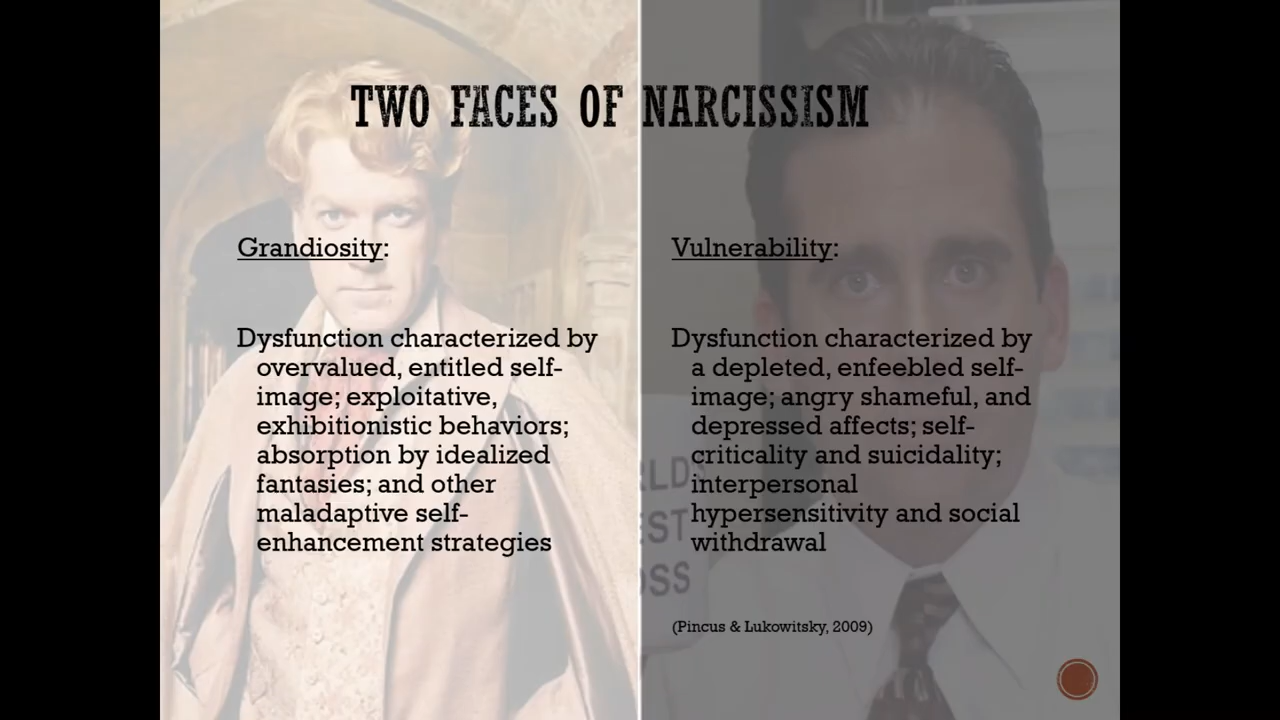 TWO FACES OF NARCISSISM
Grandiosity:
Dysfunction characterized by
overvalued, entitled self-
image; exploitative,
exhibitionistic behaviors;
absorption by idealized
fantasies; and other
maladaptive self-
enhancement strategies
Vulnerability:
Dysfunction characterized by
a depleted, enfeebled self-
image; angry shameful, and
depressed affects; self-
criticality and suicidality;
interpersonal
hypersensitivity and social
withdrawal
(Pincus & Lukowitsky, 2009)